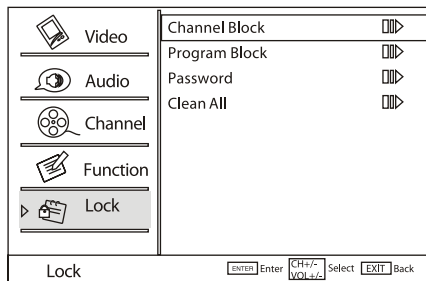 Video
Audio
Channel
Function
Lock
Channel Block
Program Block
Password
Clean All
Lock
ENTER Enter CH+/- VOL+/- Select EXIT Back